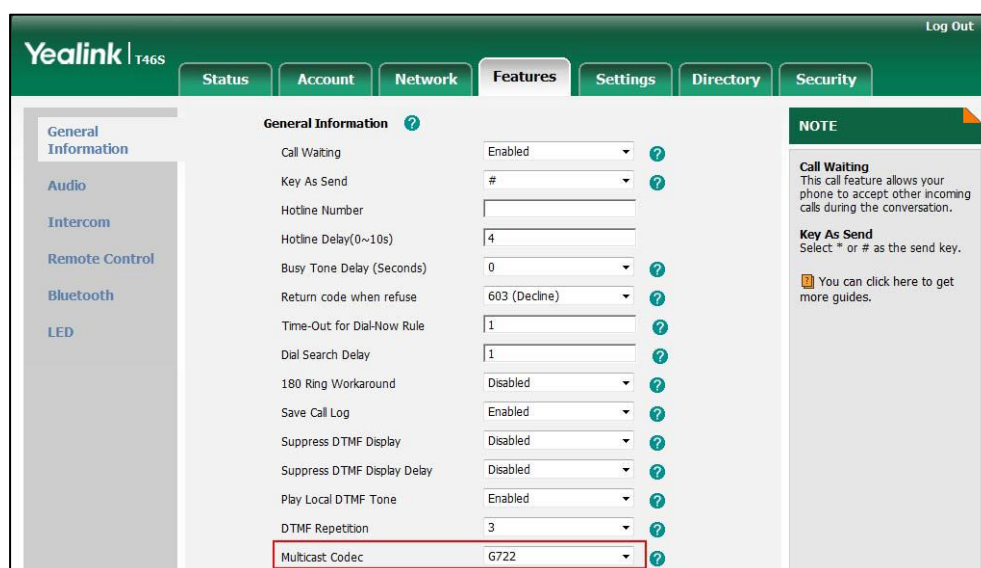 Log Out
Yealink | T46S
Status Account Network Features Settings Directory Security
General
Information
Audio
Intercom
Remote Control
Bluetooth
LED
General Information ?
Call Waiting Enabled ?
Key As Send # ?
Hotline Number
Hotline Delay(0~10s) 4
Busy Tone Delay (Seconds) 0 ?
Return code when refuse 603 (Decline) ?
Time-Out for Dial-Now Rule 1 ?
Dial Search Delay 1 ?
180 Ring Workaround Disabled ?
Save Call Log Enabled ?
Suppress DTMF Display Disabled ?
Suppress DTMF Display Delay Disabled ?
Play Local DTMF Tone Enabled ?
DTMF Repetition 3 ?
Multicast Codec G722 ?
NOTE
Call Waiting
This call feature allows your
phone to accept other incoming
calls during the conversation.
Key As Send
Select * or # as the send key.
? You can click here to get
more guides.